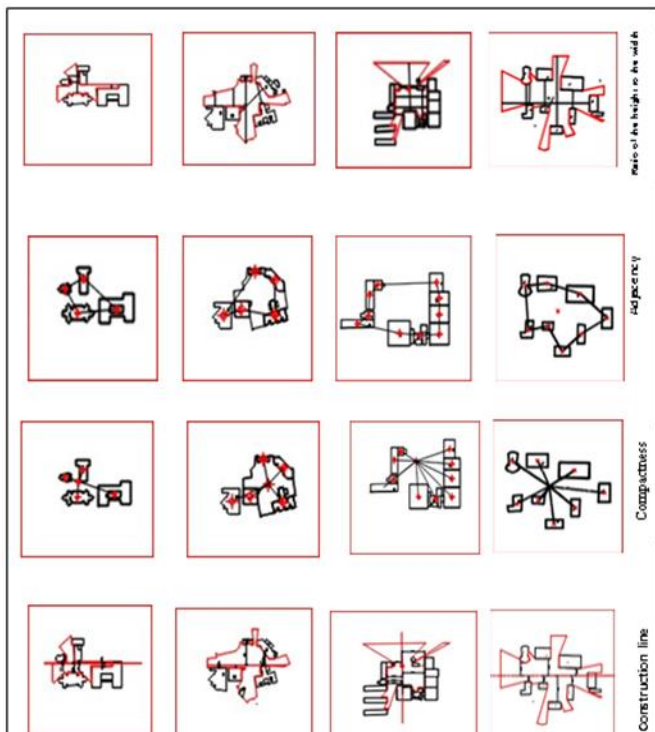 Ratio of the height to the width
Adjacency
Compactness
Construction line